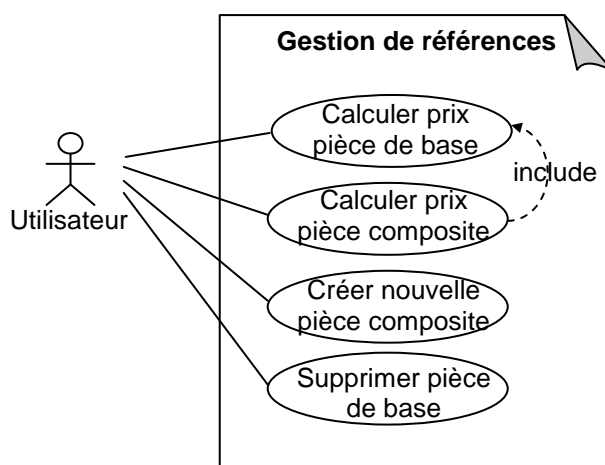 Gestion de références
Calculer prix
pièce de base
include
Calculer prix
pièce composite
Utilisateur
Créer nouvelle
pièce composite
Supprimer pièce
de base